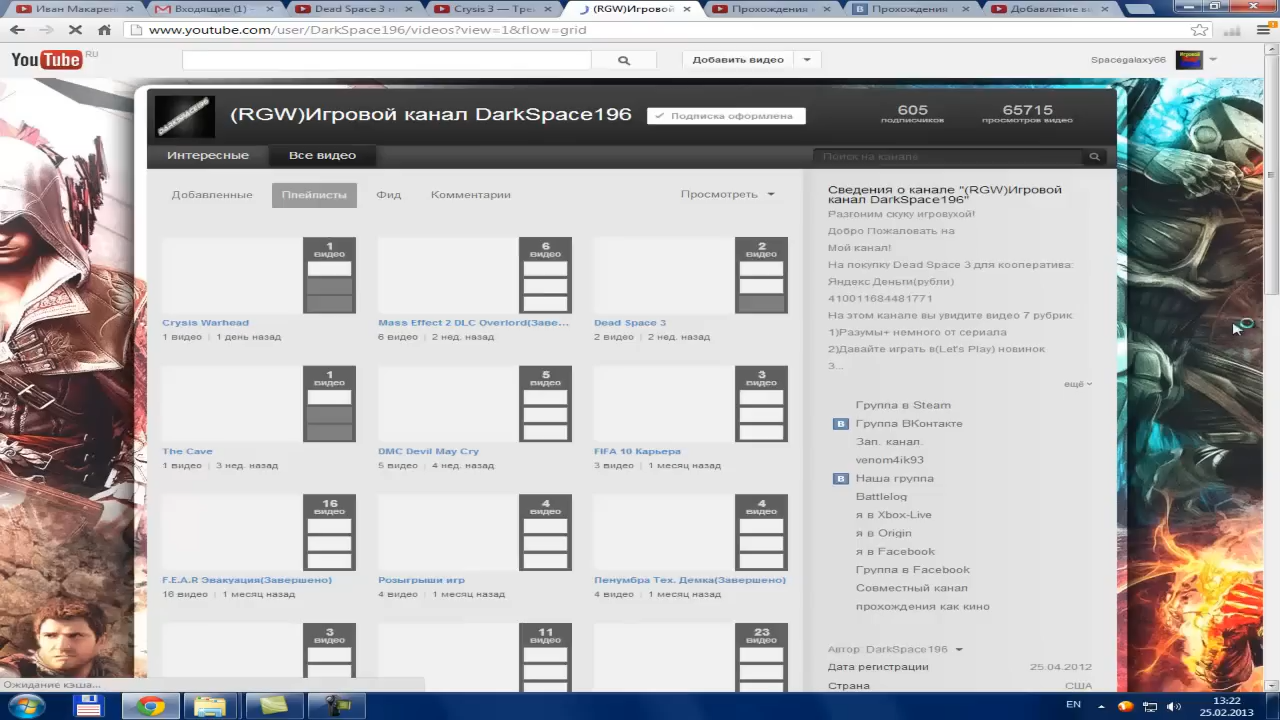 Иван Макарен
Входящие (1) -
Dead Space 3 и
Crysis 3 — Тре
(RGW)Игровой
Прохождения к
Прохождения
Добавление ви
www.youtube.com/user/DarkSpace196/videos?view=1&flow=grid
YouTube RU
Добавить видео
Spacegalaxy66
DARKSPACE196
(RGW)Игровой канал DarkSpace196
Подписка оформлена
605
подписчиков
65715
просмотров видео
Интересные
Все видео
Поиск на канале
Добавленные
Плейлисты
Фид
Комментарии
Просмотреть
1
видео
6
видео
2
видео
Crysis Warhead
Mass Effect 2 DLC Overlord(Заве...
Dead Space 3
1 видео | 1 день назад
6 видео | 2 нед. назад
2 видео | 2 нед. назад
1
видео
5
видео
3
видео
The Cave
DMC Devil May Cry
FIFA 10 Карьера
1 видео | 3 нед. назад
5 видео | 4 нед. назад
3 видео | 1 месяц назад
16
видео
4
видео
4
видео
F.E.A.R Эвакуация(Завершено)
Розыгрыши игр
Пенумбра Тех. Демка(Завершено)
16 видео | 1 месяц назад
4 видео | 1 месяц назад
4 видео | 1 месяц назад
3
видео
11
видео
23
видео
Сведения о канале "(RGW)Игровой
канал DarkSpace196"
Разгоним скуку игровухой!
Добро Пожаловать на
Мой канал!
На покупку Dead Space 3 для кооператива:
Яндекс Деньги(рубли)
410011684481771
На этом канале вы увидите видео 7 рубрик
1)Разумы+ немного от сериала
2)Давайте играть в(Let's Play) новинок
3...
ещё
Группа в Steam
Группа ВКонтакте
Зап. канал.
venom4ik93
Наша группа
Battlelog
я в Xbox-Live
я в Origin
я в Facebook
Группа в Facebook
Совместный канал
прохождения как кино
Автор DarkSpace196
Дата регистрации
25.04.2012
Страна
США
Ожидание кэша...
EN
13:22
25.02.2013